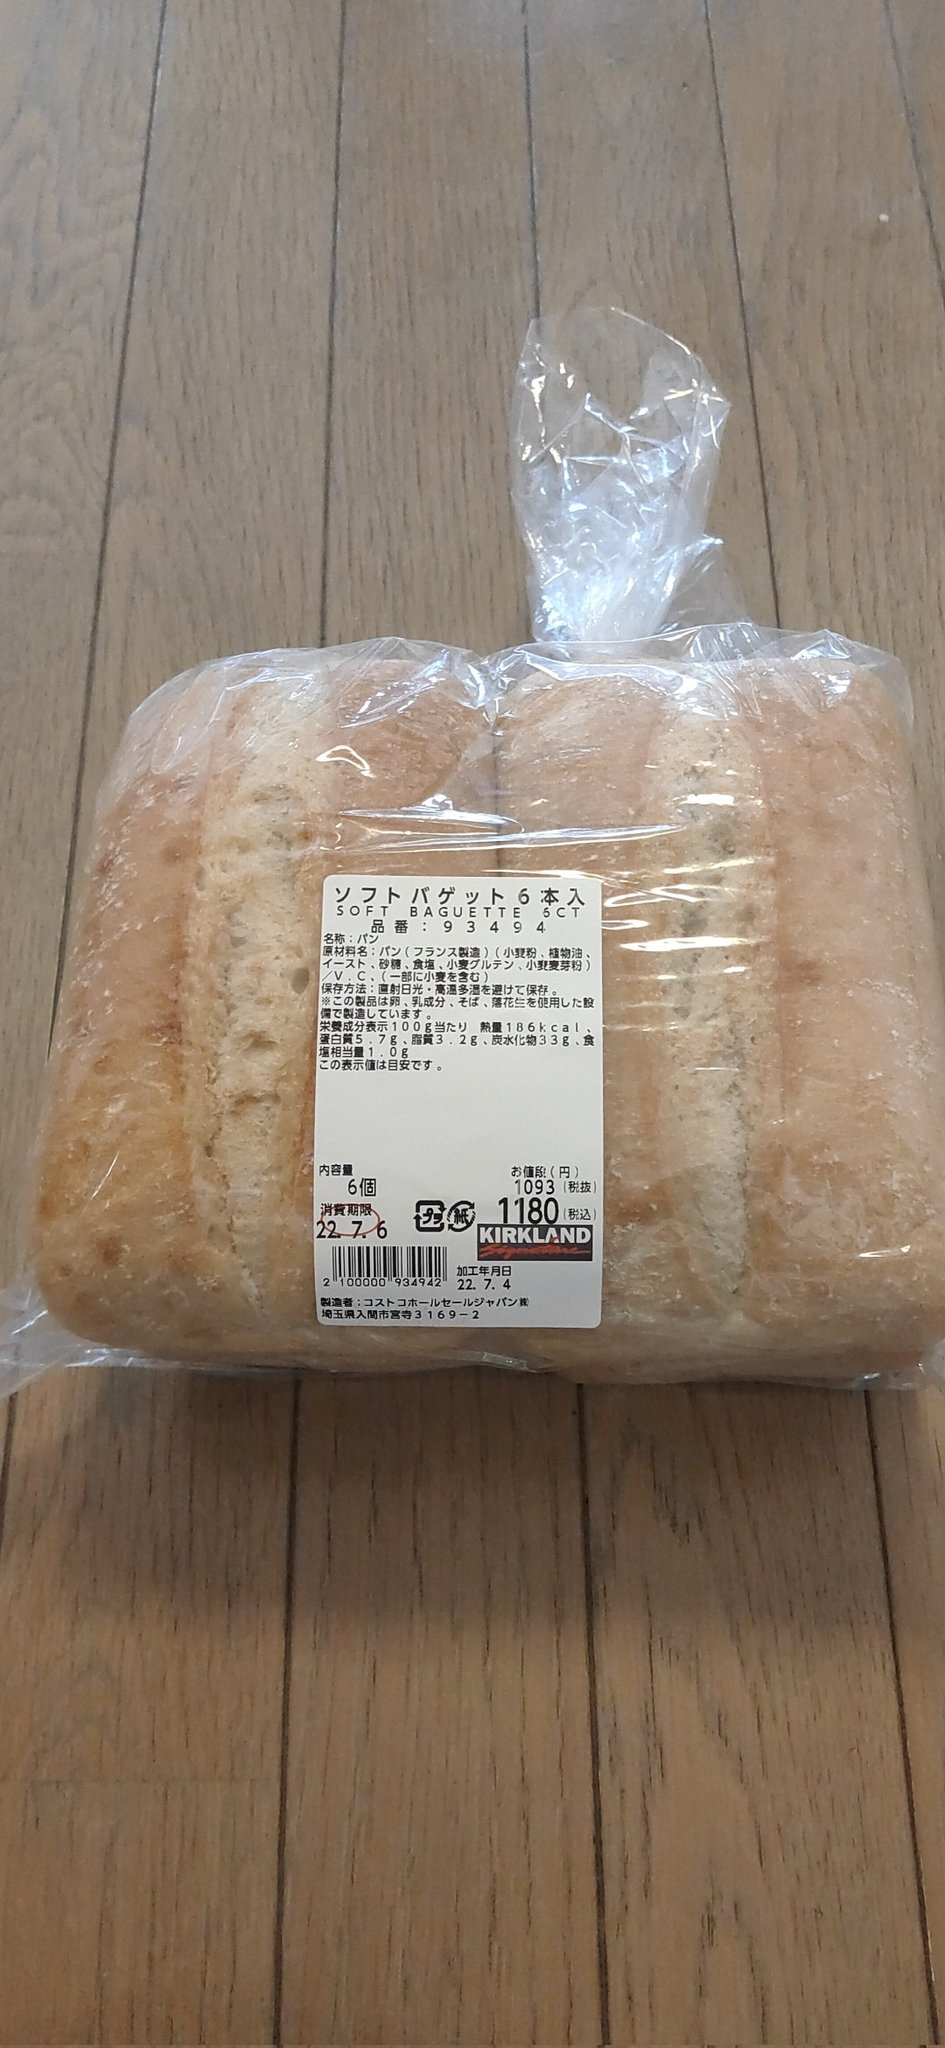 ソフトバゲット6本入
SOFT BAGUETTE 6CT
品番:93494
名称:パン
原材料名:パン(フランス製造)(小麦粉、植物油、
イースト、砂糖、食塩、小麦グルテン、小麦麦芽粉)
/V.C、(一部に小麦を含む)
保存方法:直射日光・高温多湿を避けて保存。
※この製品は卵、乳成分、そば、落花生を使用した設
備で製造しています。
栄養成分表示100g当たり 熱量186kcal、
蛋白質5.7g、脂質3.2g、炭水化物33g、食
塩相当量1.0g
この表示値は目安です。
内容量
6個
お値段(円)
1093(税抜)
消費期限
22.7.6
プラ
紙
1180(税込)
KIRKLAND
Signature
2 100000 934942
加工年月日
22.7.4
製造者:コストコホールセールジャパン㈱
埼玉県入間市宮寺3169-2